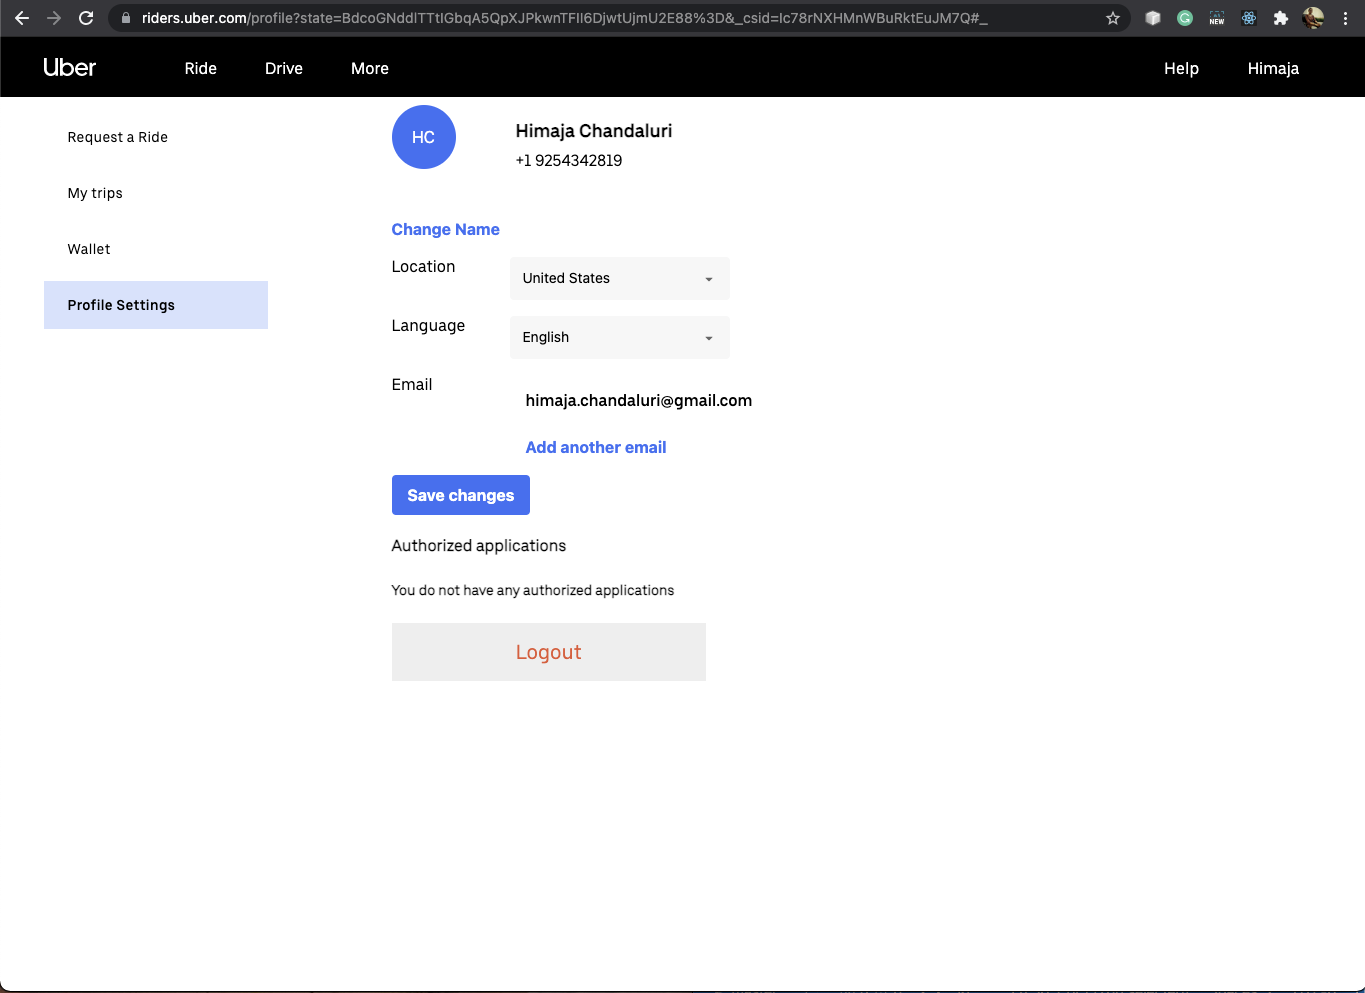 riders.uber.com/profile?state=BdcoGNddlTTtIGbqA5QpXJPkwnTFIl6DjwtUjmU2E88%3D&_csid=Ic78rNXHMnWBuRktEuJM7Q#_
NEW
Uber Ride Drive More Help Himaja
Request a Ride
My trips
Wallet
Profile Settings
HC
Himaja Chandaluri
+1 9254342819
Change Name
Location United States
Language English
Email
himaja.chandaluri@gmail.com
Add another email
Save changes
Authorized applications
You do not have any authorized applications
Logout